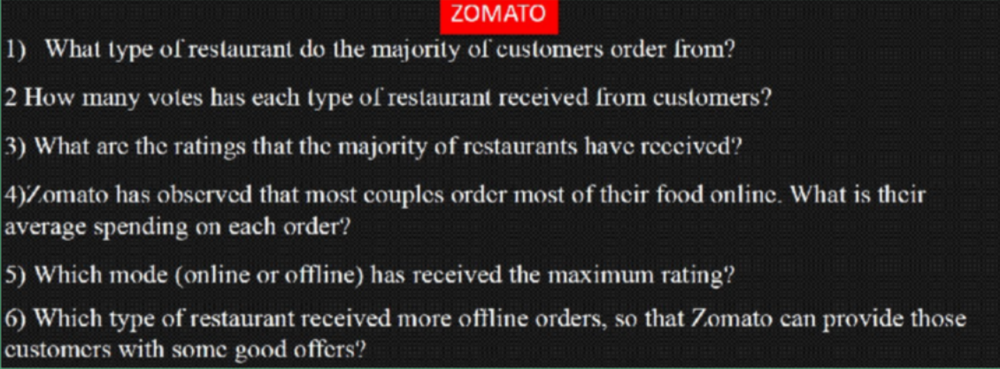 ZOMATO
1) What type of restaurant do the majority of customers order from?
2 How many votes has each type of restaurant received from customers?
3) What are the ratings that the majority of restaurants have received?
4)Zomato has observed that most couples order most of their food online. What is their
average spending on each order?
5) Which mode (online or offline) has received the maximum rating?
6) Which type of restaurant received more offline orders, so that Zomato can provide those
customers with some good offers?